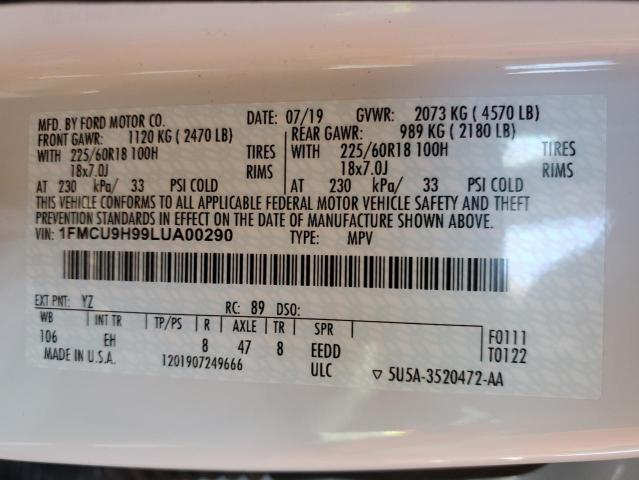 MFD. BY FORD MOTOR CO. DATE: 07/19 GVWR: 2073 KG ( 4570 LB)
FRONT GAWR: 1120 KG ( 2470 LB) REAR GAWR: 989 KG ( 2180 LB)
WITH 225/60R18 100H TIRES WITH 225/60R18 100H TIRES
18x7.0J RIMS 18x7.0J RIMS
AT 230 kPa/ 33 PSI COLD AT 230 kPa/ 33 PSI COLD
THIS VEHICLE CONFORMS TO ALL APPLICABLE FEDERAL MOTOR VEHICLE SAFETY AND THEFT
PREVENTION STANDARDS IN EFFECT ON THE DATE OF MANUFACTURE SHOWN ABOVE.
VIN: 1FMCU9H99LUA00290 TYPE: MPV
EXT PNT: YZ RC: 89 DSO:
WB INT TR TP/PS R AXLE TR SPR F0111
106 EH 8 47 8 EEDD T0122
MADE IN U.S.A. 1201907249666 ULC ▽ 5U5A-3520472-AA